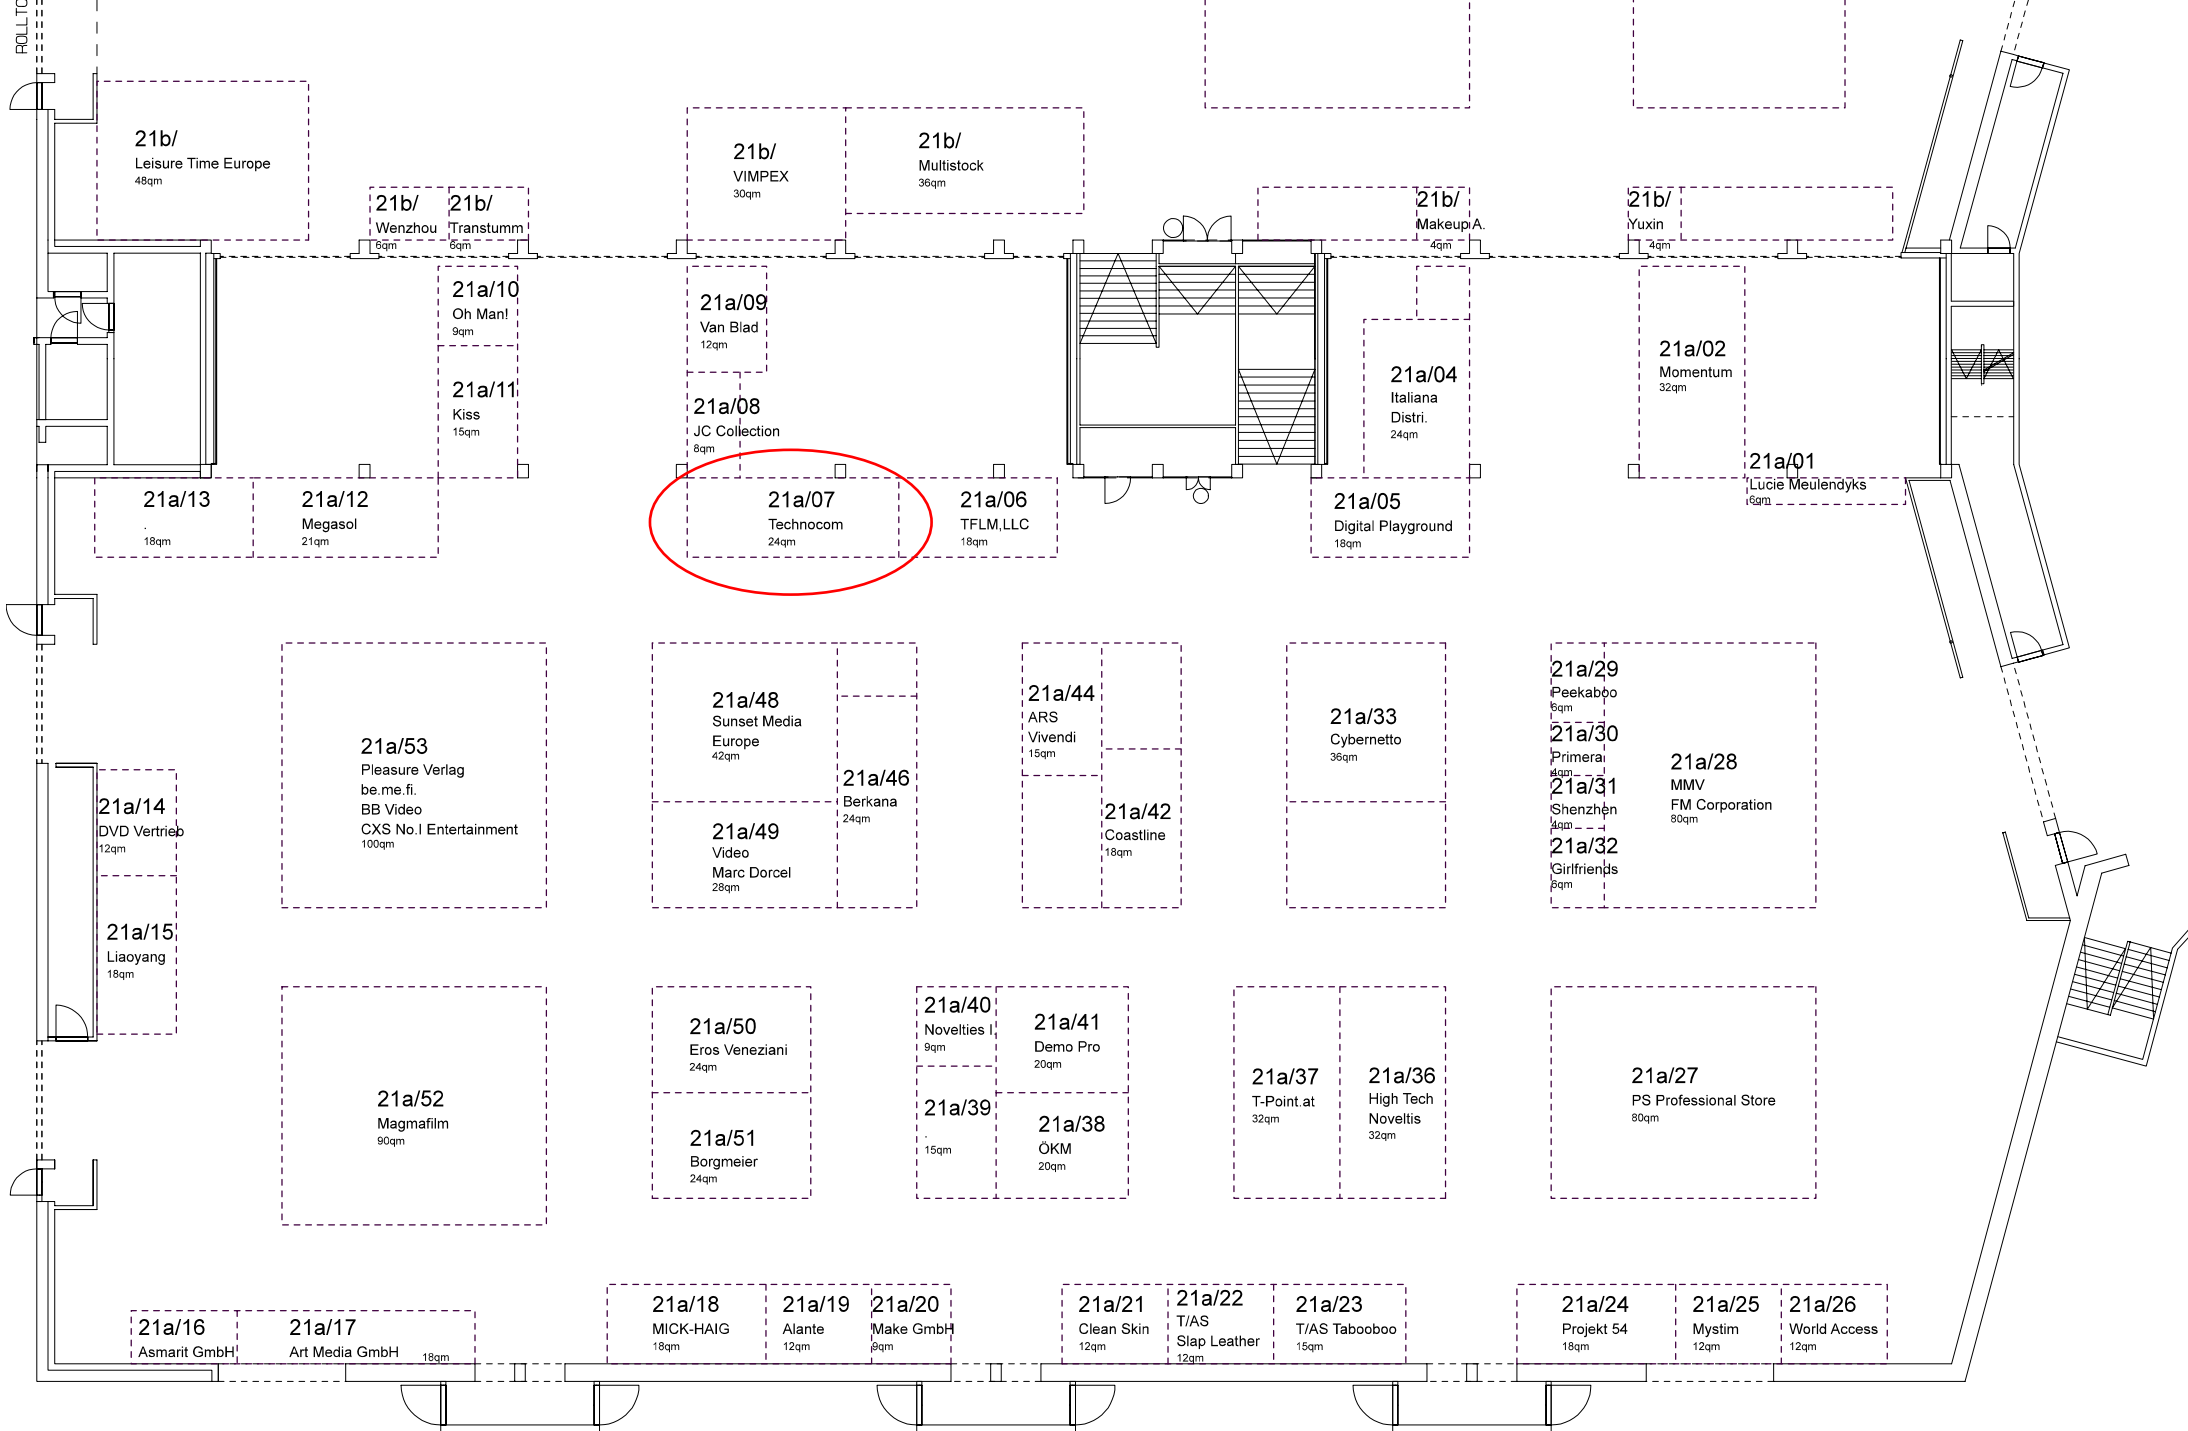 ROLLTO
21b/
Leisure Time Europe
48qm
21b/
Wenzhou
6qm
21b/
Transtumm
6qm
21b/
VIMPEX
30qm
21b/
Multistock
36qm
21b/
Makeup A.
4qm
21b/
Yuxin
4qm
21a/10
Oh Man!
9qm
21a/11
Kiss
15qm
21a/09
Van Blad
12qm
21a/08
JC Collection
8qm
21a/04
Italiana
Distri.
24qm
21a/02
Momentum
32qm
21a/01
Lucie Meulendyks
6qm
21a/13
.
18qm
21a/12
Megasol
21qm
21a/07
Technocom
24qm
21a/06
TFLM,LLC
18qm
21a/05
Digital Playground
18qm
21a/53
Pleasure Verlag
be.me.fi.
BB Video
CXS No.I Entertainment
100qm
21a/48
Sunset Media
Europe
42qm
21a/49
Video
Marc Dorcel
28qm
21a/46
Berkana
24qm
21a/44
ARS
Vivendi
15qm
21a/42
Coastline
18qm
21a/33
Cybernetto
36qm
21a/29
Peekaboo
6qm
21a/30
Primera
4qm
21a/31
Shenzhen
4qm
21a/32
Girlfriends
6qm
21a/28
MMV
FM Corporation
80qm
21a/14
DVD Vertrieb
12qm
21a/15
Liaoyang
18qm
21a/52
Magmafilm
90qm
21a/50
Eros Veneziani
24qm
21a/51
Borgmeier
24qm
21a/40
Novelties I.
9qm
21a/39
.
15qm
21a/41
Demo Pro
20qm
21a/38
ÖKM
20qm
21a/37
T-Point.at
32qm
21a/36
High Tech
Noveltis
32qm
21a/27
PS Professional Store
80qm
21a/16
Asmarit GmbH
21a/17
Art Media GmbH
18qm
21a/18
MICK-HAIG
18qm
21a/19
Alante
12qm
21a/20
Make GmbH
9qm
21a/21
Clean Skin
12qm
21a/22
T/AS
Slap Leather
12qm
21a/23
T/AS Tabooboo
15qm
21a/24
Projekt 54
18qm
21a/25
Mystim
12qm
21a/26
World Access
12qm